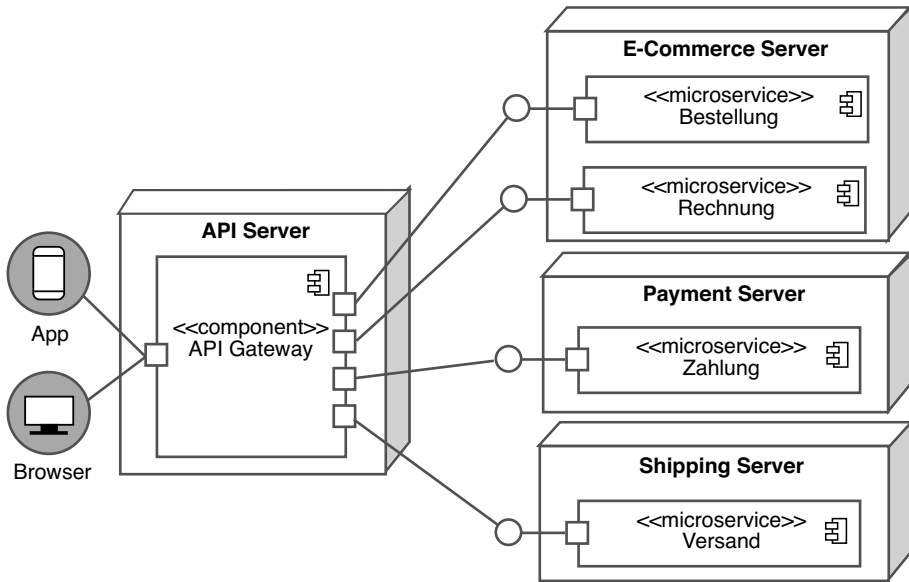 E-Commerce Server
<<microservice>>
Bestellung
<<microservice>>
Rechnung
API Server
<<component>>
API Gateway
App
Browser
Payment Server
<<microservice>>
Zahlung
Shipping Server
<<microservice>>
Versand